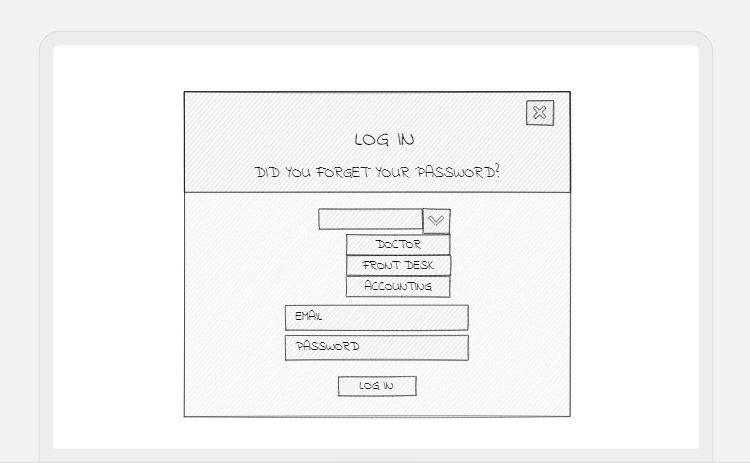 LOG IN
DID YOU FORGET YOUR PASSWORD?
DOCTOR
FRONT DESK
ACCOUNTING
EMAIL
PASSWORD
LOG IN